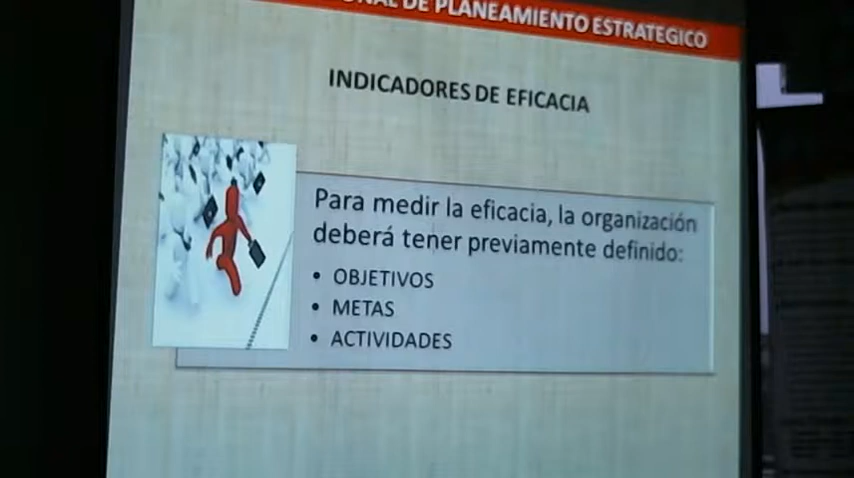 DE PLANEAMIENTO ESTRATEGICO
INDICADORES DE EFICACIA
Para medir la eficacia, la organización
deberá tener previamente definido:
• OBJETIVOS
• METAS
• ACTIVIDADES